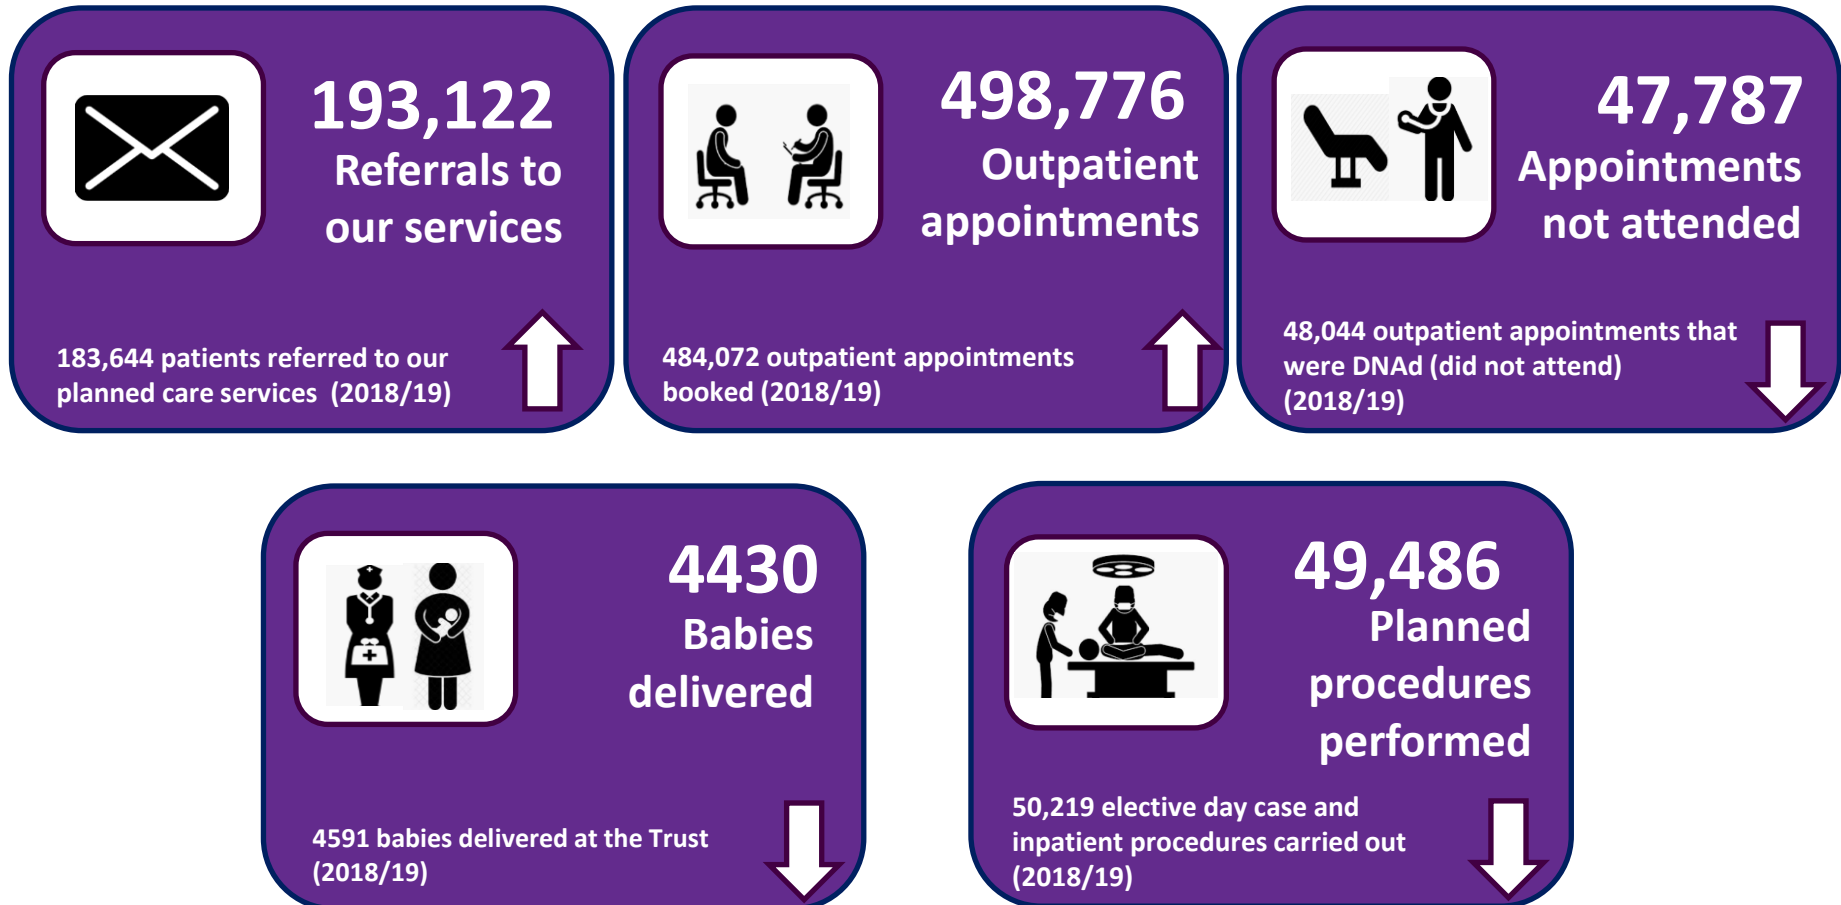 193,122
Referrals to
our services
183,644 patients referred to our
planned care services  (2018/19)
498,776
Outpatient
appointments
484,072 outpatient appointments
booked (2018/19)
47,787
Appointments
not attended
48,044 outpatient appointments that
were DNAd (did not attend)
(2018/19)
4430
Babies
delivered
4591 babies delivered at the Trust
(2018/19)
49,486
Planned
procedures
performed
50,219 elective day case and
inpatient procedures carried out
(2018/19)